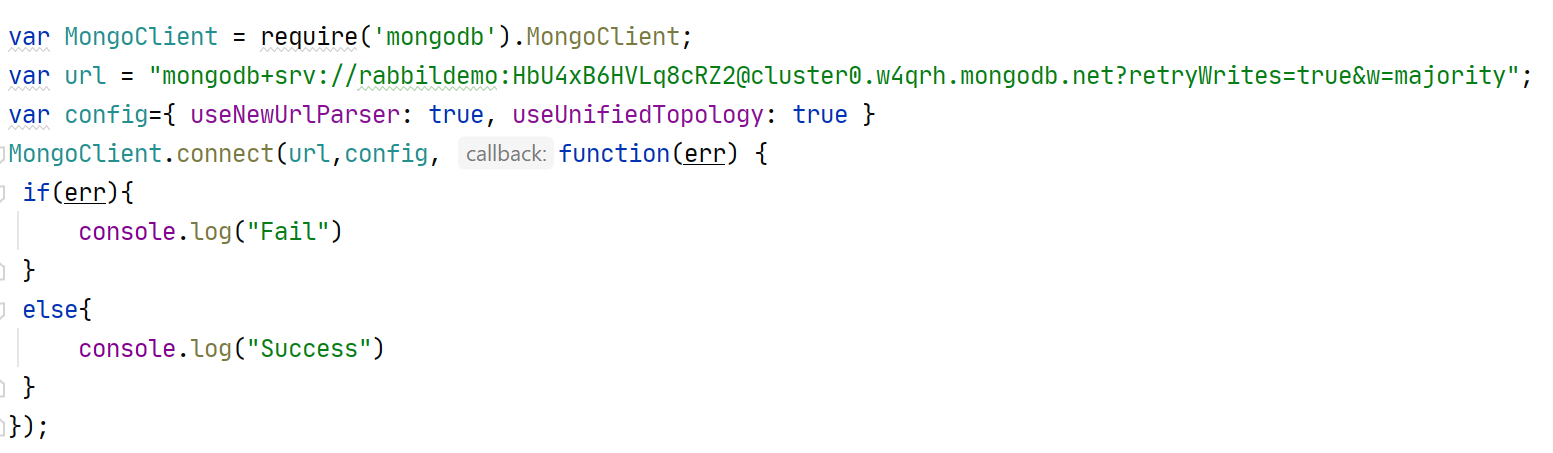 var MongoClient = require('mongodb').MongoClient;
var url = "mongodb+srv://rabbildemo:HbU4xB6HVLq8cRZ2@cluster0.w4qrh.mongodb.net?retryWrites=true&w=majority";
var config={ useNewUrlParser: true, useUnifiedTopology: true }
MongoClient.connect(url,config, callback: function(err) {
if(err){
console.log("Fail")
}
else{
console.log("Success")
}
});